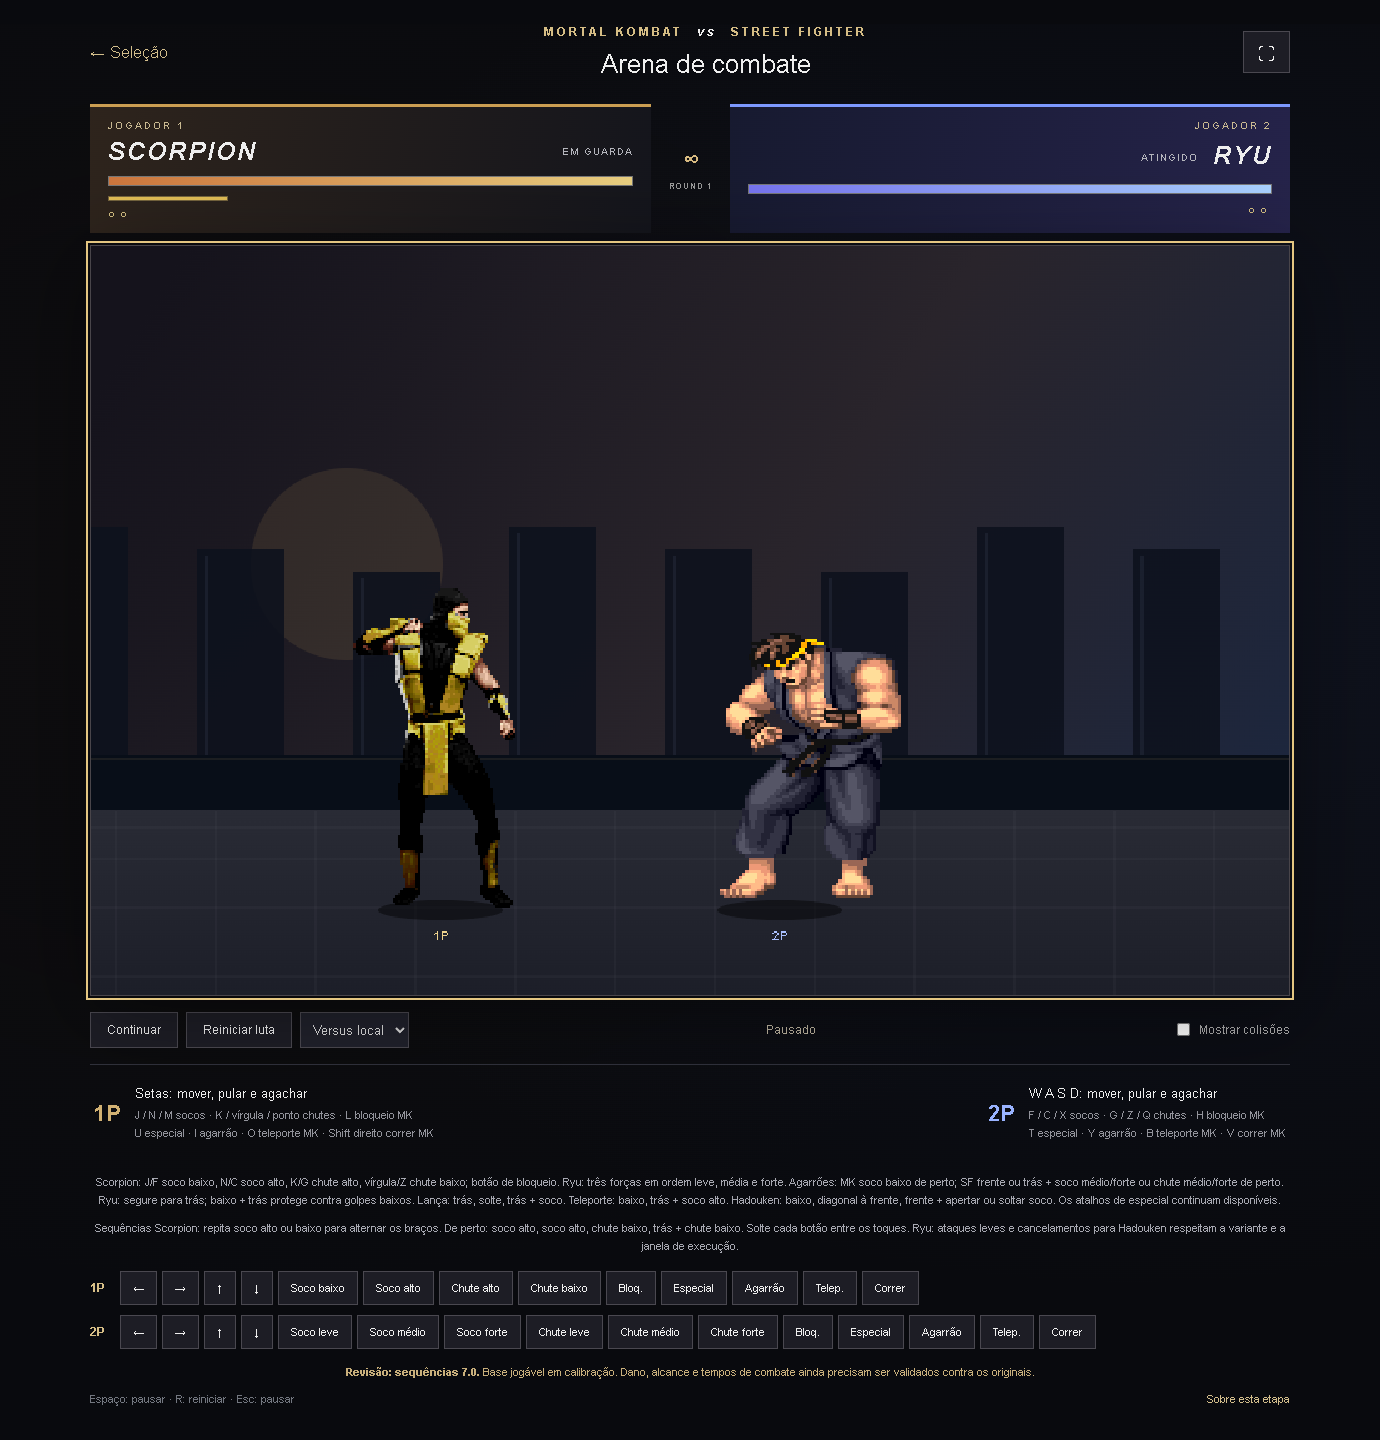 MORTAL KOMBAT VS STREET FIGHTER
← Seleção
Arena de combate
JOGADOR 1
SCORPION
EM GUARDA
∞
ROUND 1
JOGADOR 2
ATINGIDO RYU
1P
2P
Continuar
Reiniciar luta
Versus local
Pausado
Mostrar colisões
1P
Setas: mover, pular e agachar
J / N / M socos · K / vírgula / ponto chutes · L bloqueio MK
U especial · I agarrão · O teleporte MK · Shift direito correr MK
2P
W A S D: mover, pular e agachar
F / C / X socos · G / Z / Q chutes · H bloqueio MK
T especial · Y agarrão · B teleporte MK · V correr MK
Scorpion: J/F soco baixo, N/C soco alto, K/G chute alto, vírgula/Z chute baixo; botão de bloqueio. Ryu: três forças em ordem leve, média e forte. Agarrões: MK soco baixo de perto; SF frente ou trás + soco médio/forte ou chute médio/forte de perto.
Ryu: segure para trás; baixo + trás protege contra golpes baixos. Lança: trás, solte, trás + soco. Teleporte: baixo, trás + soco alto. Hadouken: baixo, diagonal à frente, frente + apertar ou soltar soco. Os atalhos de especial continuam disponíveis.
Sequências Scorpion: repita soco alto ou baixo para alternar os braços. De perto: soco alto, soco alto, chute baixo, trás + chute baixo. Solte cada botão entre os toques. Ryu: ataques leves e cancelamentos para Hadouken respeitam a variante e a
janela de execução.
1P ← → ↑ ↓ Soco baixo Soco alto Chute alto Chute baixo Bloq. Especial Agarrão Telep. Correr
2P ← → ↑ ↓ Soco leve Soco médio Soco forte Chute leve Chute médio Chute forte Bloq. Especial Agarrão Telep. Correr
Revisão: sequências 7.0. Base jogável em calibração. Dano, alcance e tempos de combate ainda precisam ser validados contra os originais.
Espaço: pausar · R: reiniciar · Esc: pausar
Sobre esta etapa